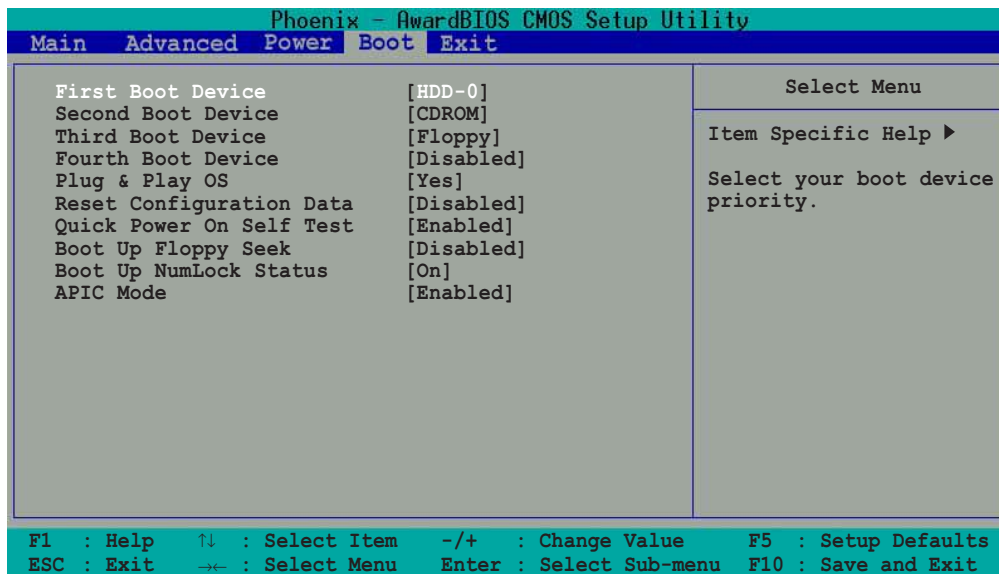 Phoenix - AwardBIOS CMOS Setup Utility
Main Advanced Power Boot Exit
First Boot Device [HDD-0]
Second Boot Device [CDROM]
Third Boot Device [Floppy]
Fourth Boot Device [Disabled]
Plug & Play OS [Yes]
Reset Configuration Data [Disabled]
Quick Power On Self Test [Enabled]
Boot Up Floppy Seek [Disabled]
Boot Up NumLock Status [On]
APIC Mode [Enabled]
Select Menu
Item Specific Help ▶
Select your boot device
priority.
F1 : Help ↑↓ : Select Item -/+ : Change Value F5 : Setup Defaults
ESC : Exit →← : Select Menu Enter : Select Sub-menu F10 : Save and Exit